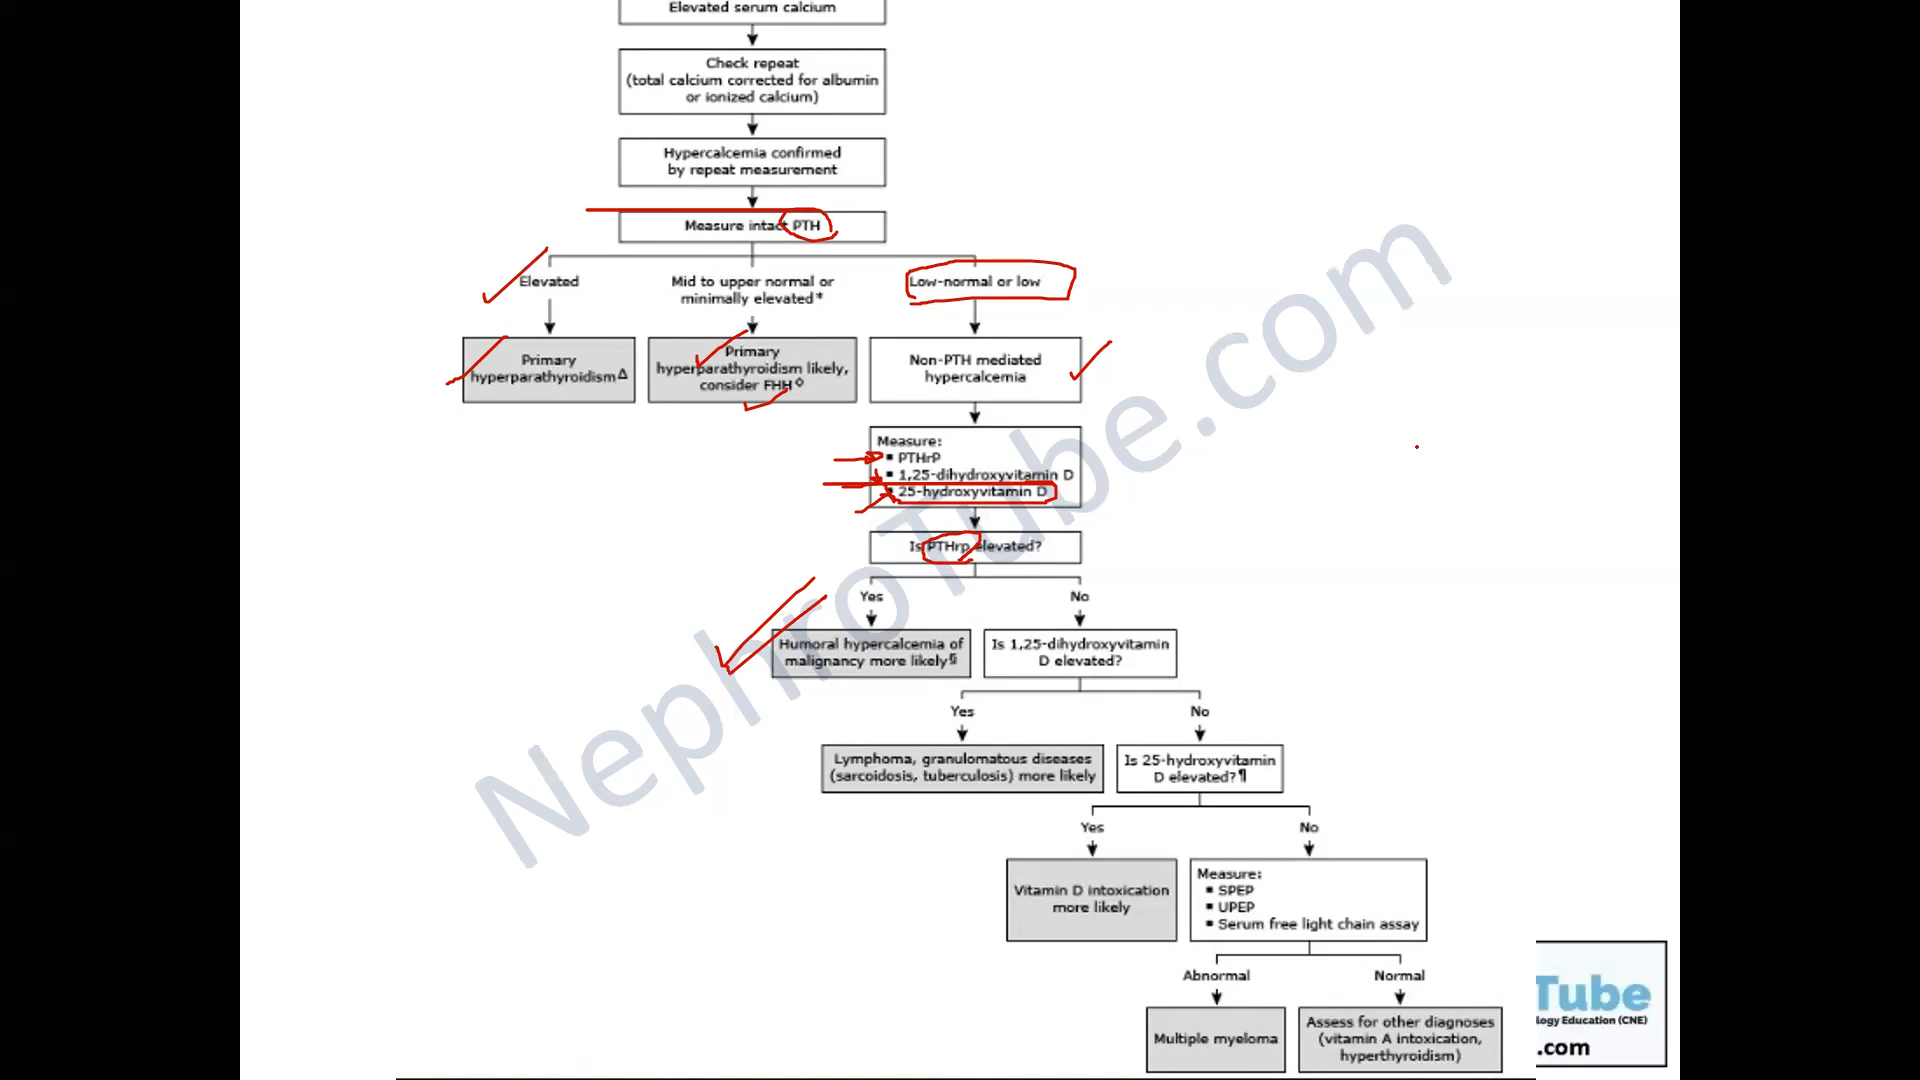 Elevated serum calcium
Check repeat
(total calcium corrected for albumin
or ionized calcium)
Hypercalcemia confirmed
by repeat measurement
Measure intact PTH
Elevated
Mid to upper normal or
minimally elevated*
Low-normal or low
Primary
hyperparathyroidism Δ
Primary
hyperparathyroidism likely,
consider FHH ◊
Non-PTH mediated
hypercalcemia
Measure:
▪ PTHrP
▪ 1,25-dihydroxyvitamin D
▪ 25-hydroxyvitamin D
Is PTHrp elevated?
Yes
No
Humoral hypercalcemia of
malignancy more likely §
Is 1,25-dihydroxyvitamin
D elevated?
Yes
No
Lymphoma, granulomatous diseases
(sarcoidosis, tuberculosis) more likely
Is 25-hydroxyvitamin
D elevated? ¶
Yes
No
Vitamin D intoxication
more likely
Measure:
▪ SPEP
▪ UPEP
▪ Serum free light chain assay
Abnormal
Normal
Multiple myeloma
Assess for other diagnoses
(vitamin A intoxication,
hyperthyroidism)
NephroTube.com
Tube
logy Education (CNE)
.com